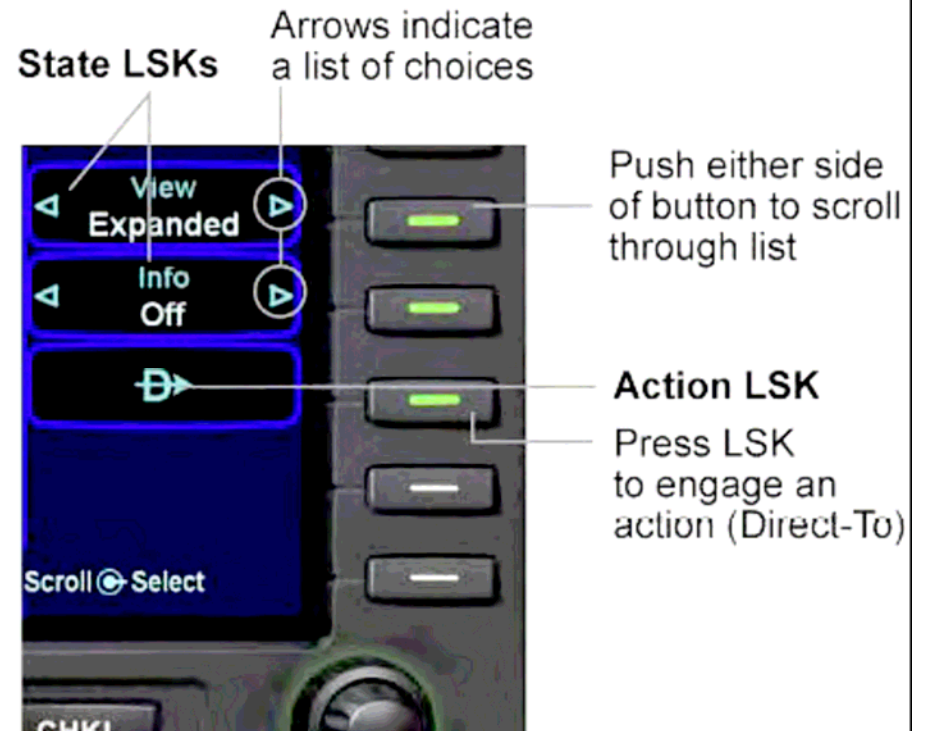 Arrows indicate
a list of choices
State LSKs
View
Expanded
Info
Off
Push either side
of button to scroll
through list
Action LSK
Press LSK
to engage an
action (Direct-To)
Scroll Select